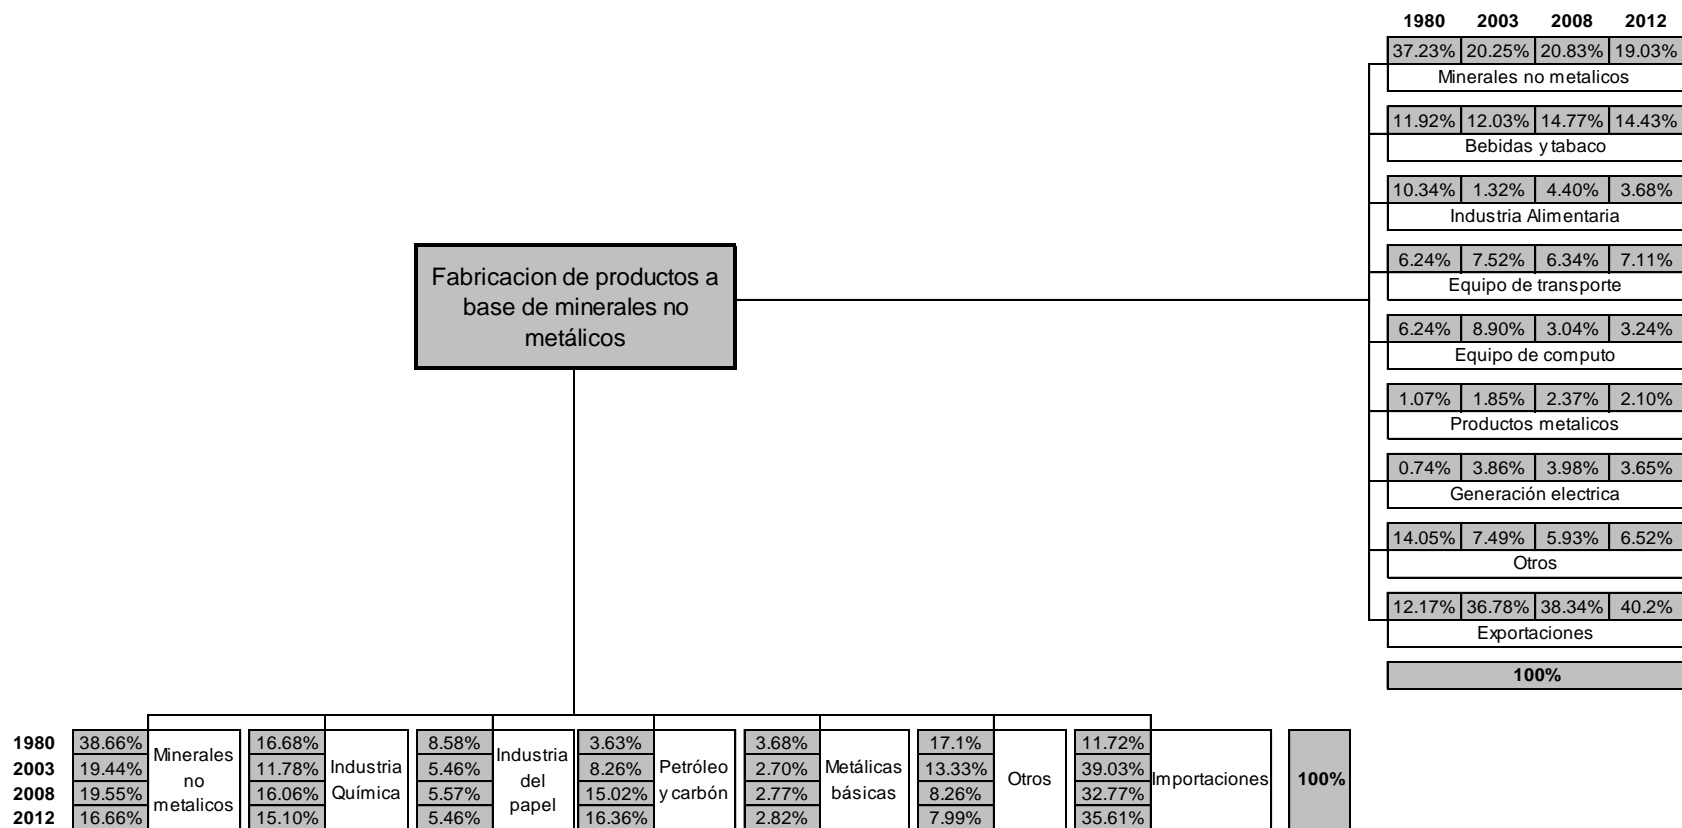 1980 2003 2008 2012
37.23% 20.25% 20.83% 19.03%
Minerales no metalicos
11.92% 12.03% 14.77% 14.43%
Bebidas y tabaco
10.34% 1.32% 4.40% 3.68%
Industria Alimentaria
6.24% 7.52% 6.34% 7.11%
Equipo de transporte
6.24% 8.90% 3.04% 3.24%
Equipo de computo
1.07% 1.85% 2.37% 2.10%
Productos metalicos
0.74% 3.86% 3.98% 3.65%
Generación electrica
14.05% 7.49% 5.93% 6.52%
Otros
12.17% 36.78% 38.34% 40.2%
Exportaciones
100%
Fabricacion de productos a
base de minerales no
metálicos
1980 38.66% 16.68% 8.58% 3.63% 3.68% 17.1% 11.72%
2003 19.44% 11.78% 5.46% 8.26% 2.70% 13.33% 39.03%
2008 19.55% 16.06% 5.57% 15.02% 2.77% 8.26% 32.77%
2012 16.66% 15.10% 5.46% 16.36% 2.82% 7.99% 35.61%
Minerales
no
metalicos
Industria
Química
Industria
del
papel
Petróleo
y carbón
Metálicas
básicas
Otros
Importaciones
100%